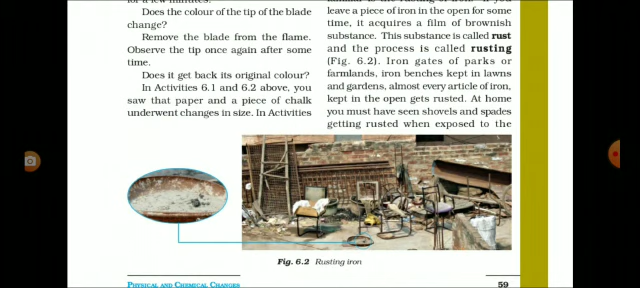 Does the colour of the tip of the blade
change?
Remove the blade from the flame.
Observe the tip once again after some
time.
Does it get back its original colour?
In Activities 6.1 and 6.2 above, you
saw that paper and a piece of chalk
underwent changes in size. In Activities
leave a piece of iron in the open for some
time, it acquires a film of brownish
substance. This substance is called rust
and the process is called rusting
(Fig. 6.2). Iron gates of parks or
farmlands, iron benches kept in lawns
and gardens, almost every article of iron,
kept in the open gets rusted. At home
you must have seen shovels and spades
getting rusted when exposed to the
Fig. 6.2 Rusting iron
PHYSICAL AND CHEMICAL CHANGES
59